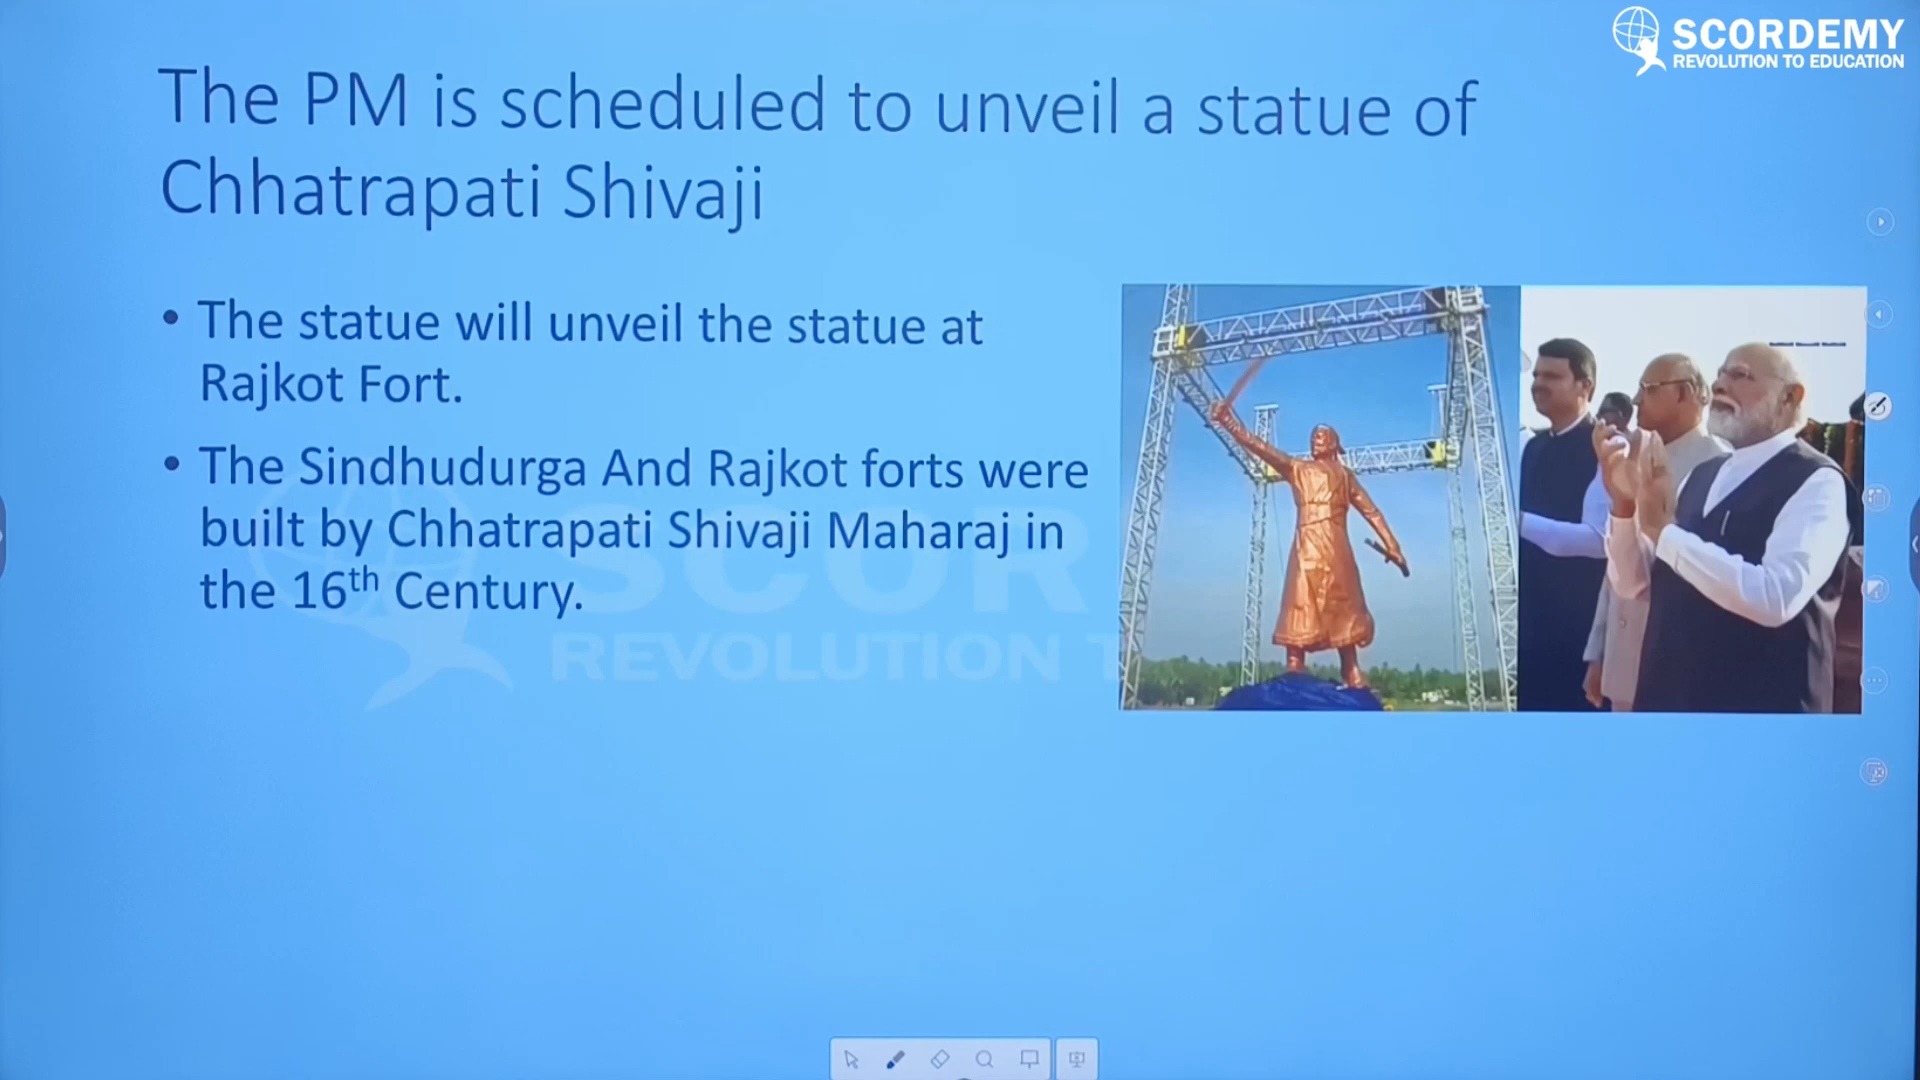 SCORDEMY
REVOLUTION TO EDUCATION
The PM is scheduled to unveil a statue of
Chhatrapati Shivaji
• The statue will unveil the statue at
Rajkot Fort.
• The Sindhudurga And Rajkot forts were
built by Chhatrapati Shivaji Maharaj in
the 16th Century.
SCOR
REVOLUTION T